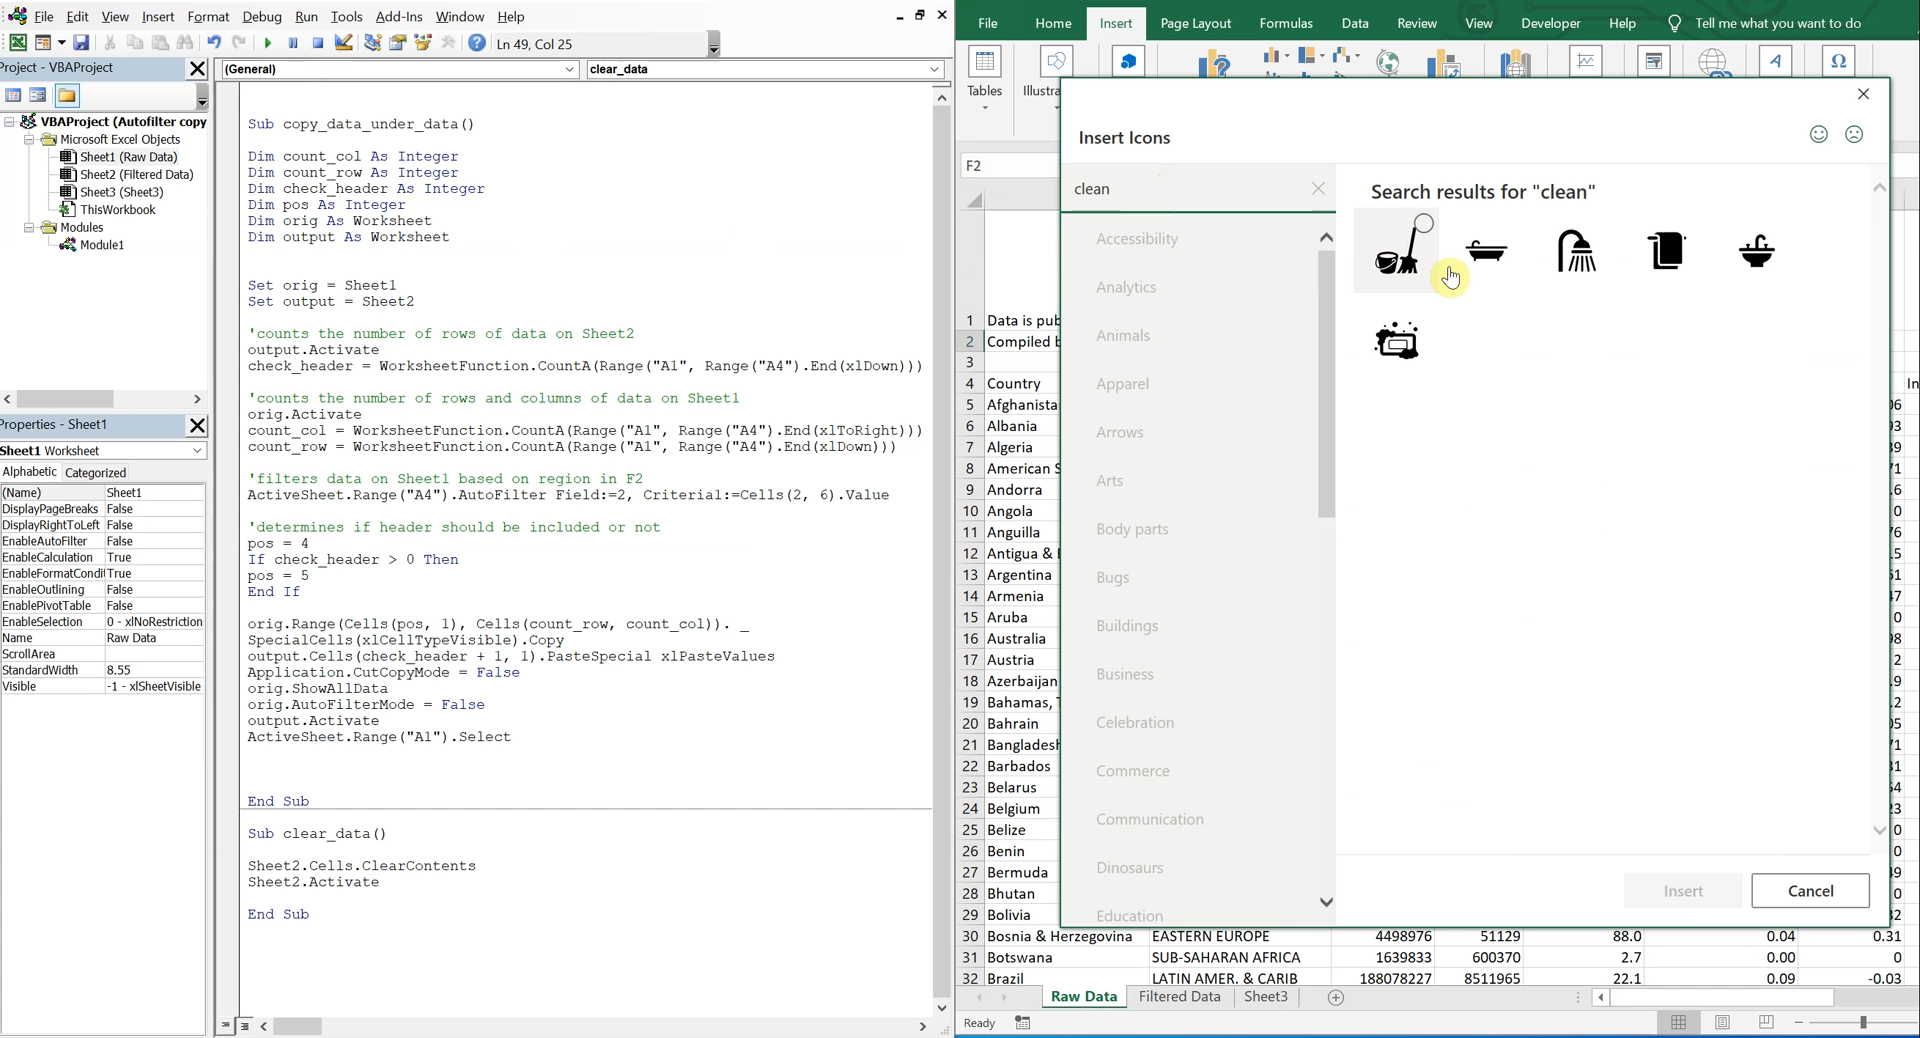 File Edit View Insert Format Debug Run Tools Add-Ins Window Help
Ln 49, Col 25
Project - VBAProject
VBAProject (Autofilter copy
Microsoft Excel Objects
Sheet1 (Raw Data)
Sheet2 (Filtered Data)
Sheet3 (Sheet3)
ThisWorkbook
Modules
Module1
Properties - Sheet1
Sheet1 Worksheet
Alphabetic Categorized
(Name) Sheet1
DisplayPageBreaks False
DisplayRightToLeft False
EnableAutoFilter False
EnableCalculation True
EnableFormatCondit True
EnableOutlining False
EnablePivotTable False
EnableSelection 0 - xlNoRestriction
Name Raw Data
ScrollArea
StandardWidth 8.55
Visible -1 - xlSheetVisible
(General) clear_data
Sub copy_data_under_data()
Dim count_col As Integer
Dim count_row As Integer
Dim check_header As Integer
Dim pos As Integer
Dim orig As Worksheet
Dim output As Worksheet
Set orig = Sheet1
Set output = Sheet2
'counts the number of rows of data on Sheet2
output.Activate
check_header = WorksheetFunction.CountA(Range("A1", Range("A4").End(xlDown)))
'counts the number of rows and columns of data on Sheet1
orig.Activate
count_col = WorksheetFunction.CountA(Range("A1", Range("A4").End(xlToRight)))
count_row = WorksheetFunction.CountA(Range("A1", Range("A4").End(xlDown)))
'filters data on Sheet1 based on region in F2
ActiveSheet.Range("A4").AutoFilter Field:=2, Criteria1:=Cells(2, 6).Value
'determines if header should be included or not
pos = 4
If check_header > 0 Then
pos = 5
End If
orig.Range(Cells(pos, 1), Cells(count_row, count_col)). _
SpecialCells(xlCellTypeVisible).Copy
output.Cells(check_header + 1, 1).PasteSpecial xlPasteValues
Application.CutCopyMode = False
orig.ShowAllData
orig.AutoFilterMode = False
output.Activate
ActiveSheet.Range("A1").Select
End Sub
Sub clear_data()
Sheet2.Cells.ClearContents
Sheet2.Activate
End Sub
File Home Insert Page Layout Formulas Data Review View Developer Help Tell me what you want to do
Tables Illustra
F2
Insert Icons
clean
Accessibility
Analytics
Animals
Apparel
Arrows
Arts
Body parts
Bugs
Buildings
Business
Celebration
Commerce
Communication
Dinosaurs
Education
Search results for "clean"
Insert Cancel
1 Data is pub
2 Compiled b
3
4 Country In
5 Afghanista
6 Albania
7 Algeria
8 American S
9 Andorra
10 Angola
11 Anguilla
12 Antigua &
13 Argentina
14 Armenia
15 Aruba
16 Australia
17 Austria
18 Azerbaijan
19 Bahamas,
20 Bahrain
21 Bangladesh
22 Barbados
23 Belarus
24 Belgium
25 Belize
26 Benin
27 Bermuda
28 Bhutan
29 Bolivia
30 Bosnia & Herzegovina EASTERN EUROPE 4498976 51129 88.0 0.04 0.31
31 Botswana SUB-SAHARAN AFRICA 1639833 600370 2.7 0.00 0
32 Brazil LATIN AMER. & CARIB 188078227 8511965 22.1 0.09 -0.03
Raw Data Filtered Data Sheet3
Ready